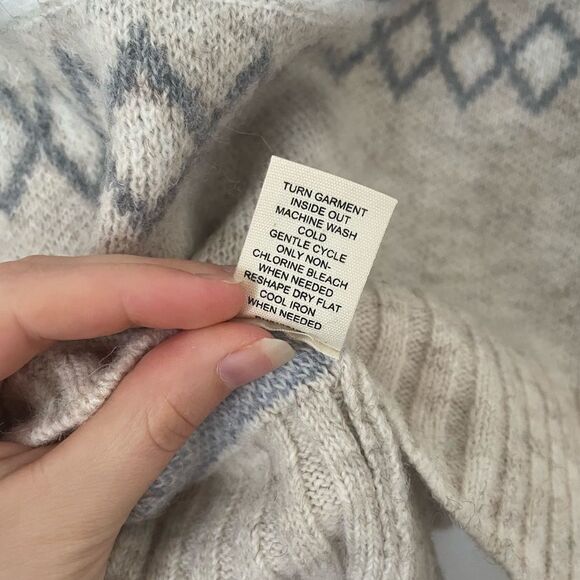 TURN GARMENT
INSIDE OUT
MACHINE WASH
COLD
GENTLE CYCLE
ONLY NON-
CHLORINE BLEACH
WHEN NEEDED
RESHAPE DRY FLAT
COOL IRON
WHEN NEEDED